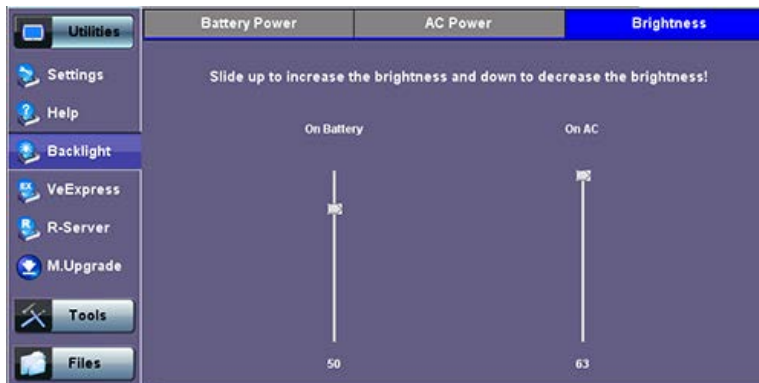 Utilities
Settings
Help
Backlight
EX
VeExpress
R
R-Server
M.Upgrade
Tools
Files
Battery Power
AC Power
Brightness
Slide up to increase the brightness and down to decrease the brightness!
On Battery
On AC
50
63